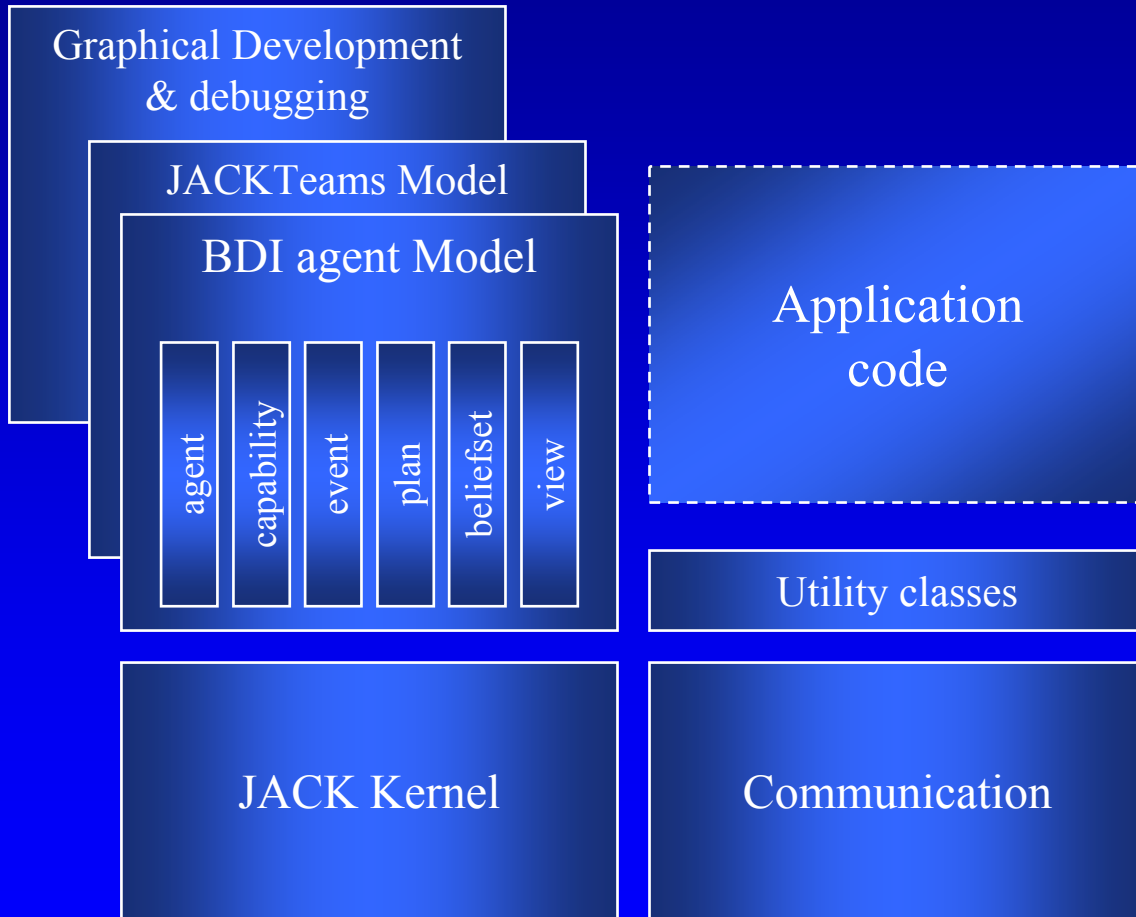 Graphical Development
& debugging
JACKTeams Model
BDI agent Model
agent
capability
event
plan
beliefset
view
Application
code
Utility classes
JACK Kernel
Communication